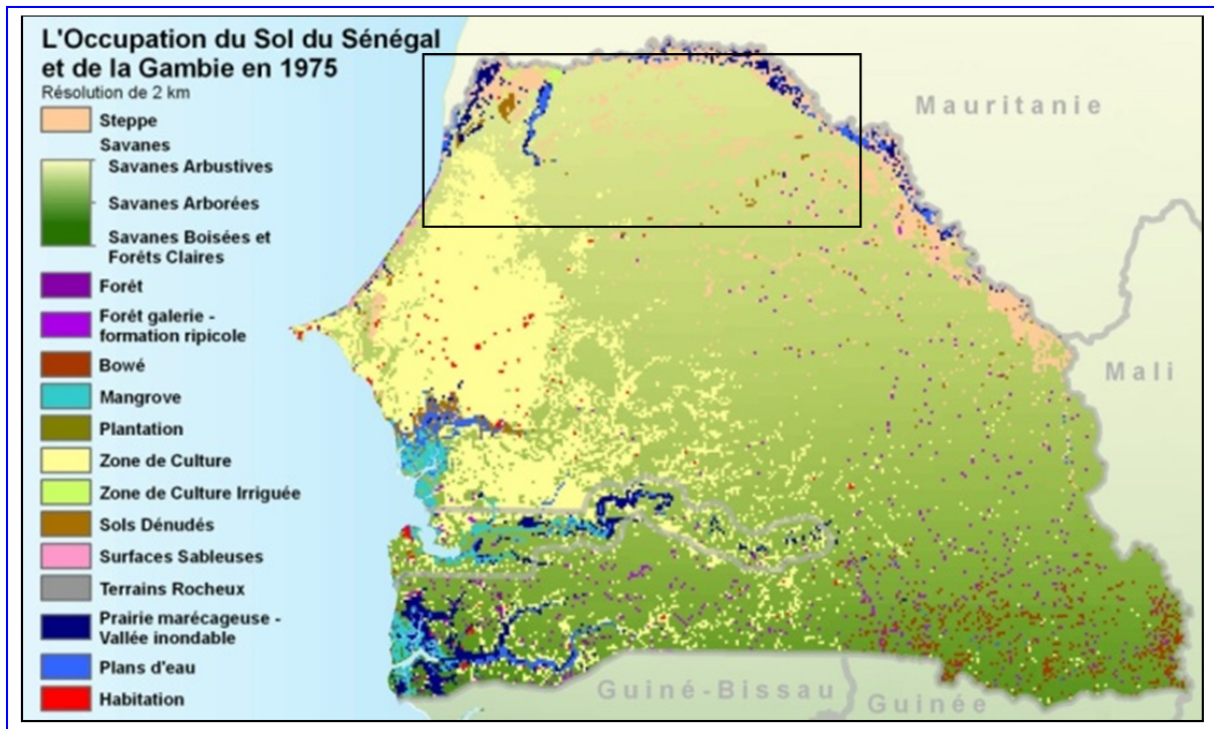 L'Occupation du Sol du Sénégal
et de la Gambie en 1975
Résolution de 2 km
Steppe
Savanes
Savanes Arbustives
Savanes Arborées
Savanes Boisées et
Forêts Claires
Forêt
Forêt galerie -
formation ripicole
Bowé
Mangrove
Plantation
Zone de Culture
Zone de Culture Irriguée
Sols Dénudés
Surfaces Sableuses
Terrains Rocheux
Prairie marécageuse -
Vallée inondable
Plans d'eau
Habitation
Mauritanie
Mali
Guiné-Bissau
Guinée